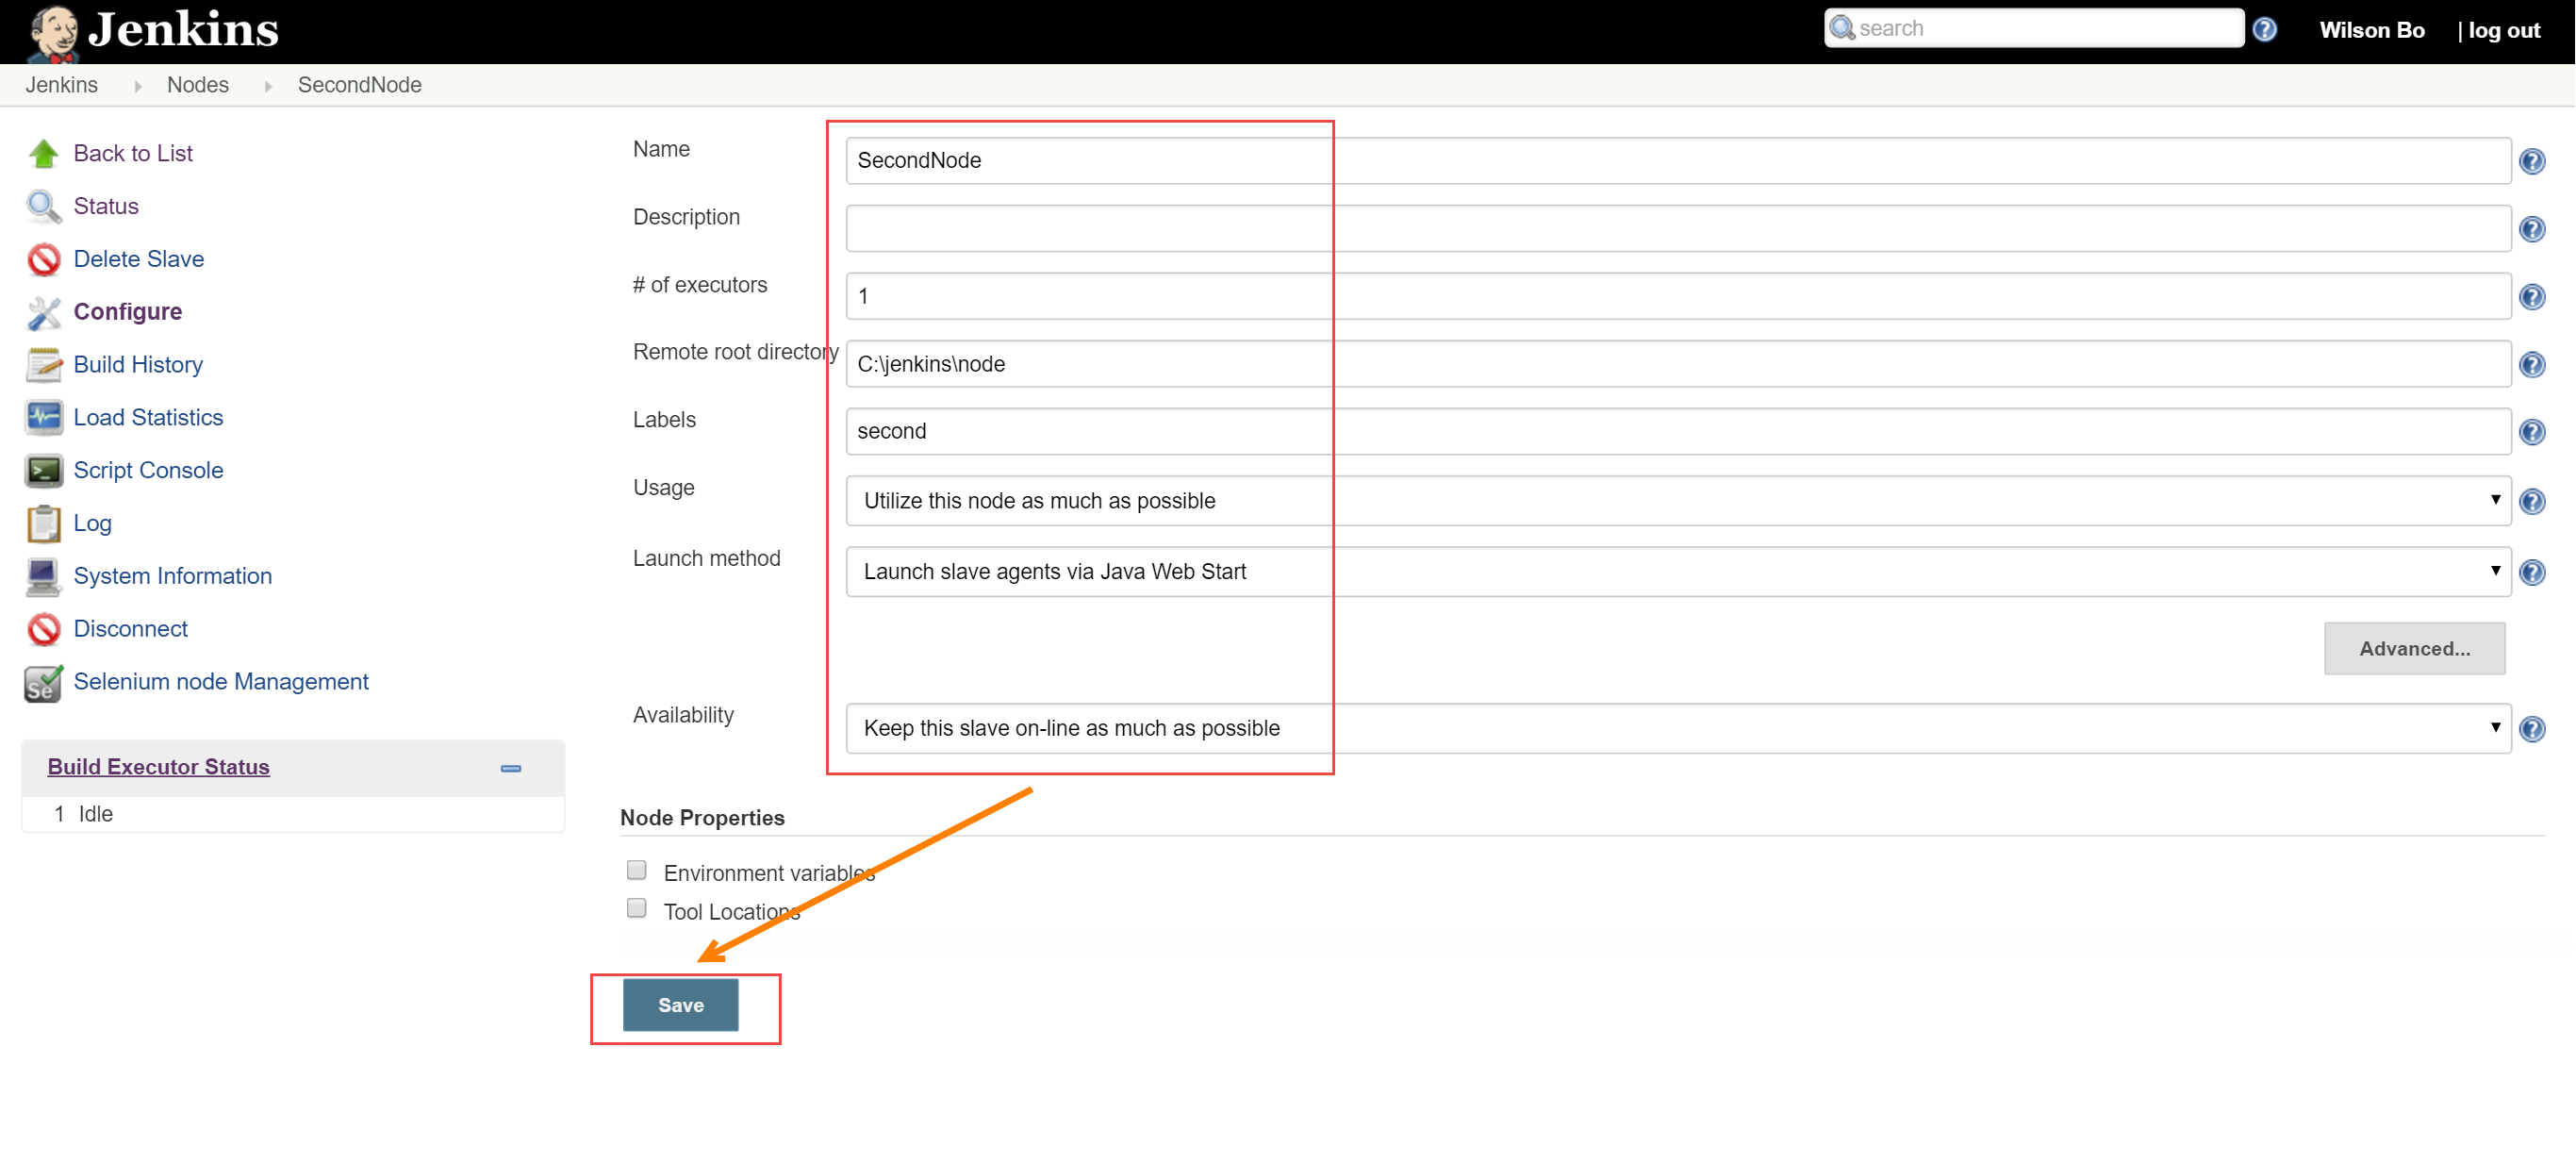 Jenkins
search
Wilson Bo
| log out
Jenkins
Nodes
SecondNode
Back to List
Status
Delete Slave
Configure
Build History
Load Statistics
Script Console
Log
System Information
Disconnect
Se
Selenium node Management
Build Executor Status
1 Idle
Name
SecondNode
Description
# of executors
1
Remote root directory
C:\jenkins\node
Labels
second
Usage
Utilize this node as much as possible
Launch method
Launch slave agents via Java Web Start
Advanced...
Availability
Keep this slave on-line as much as possible
Node Properties
Environment variables
Tool Locations
Save